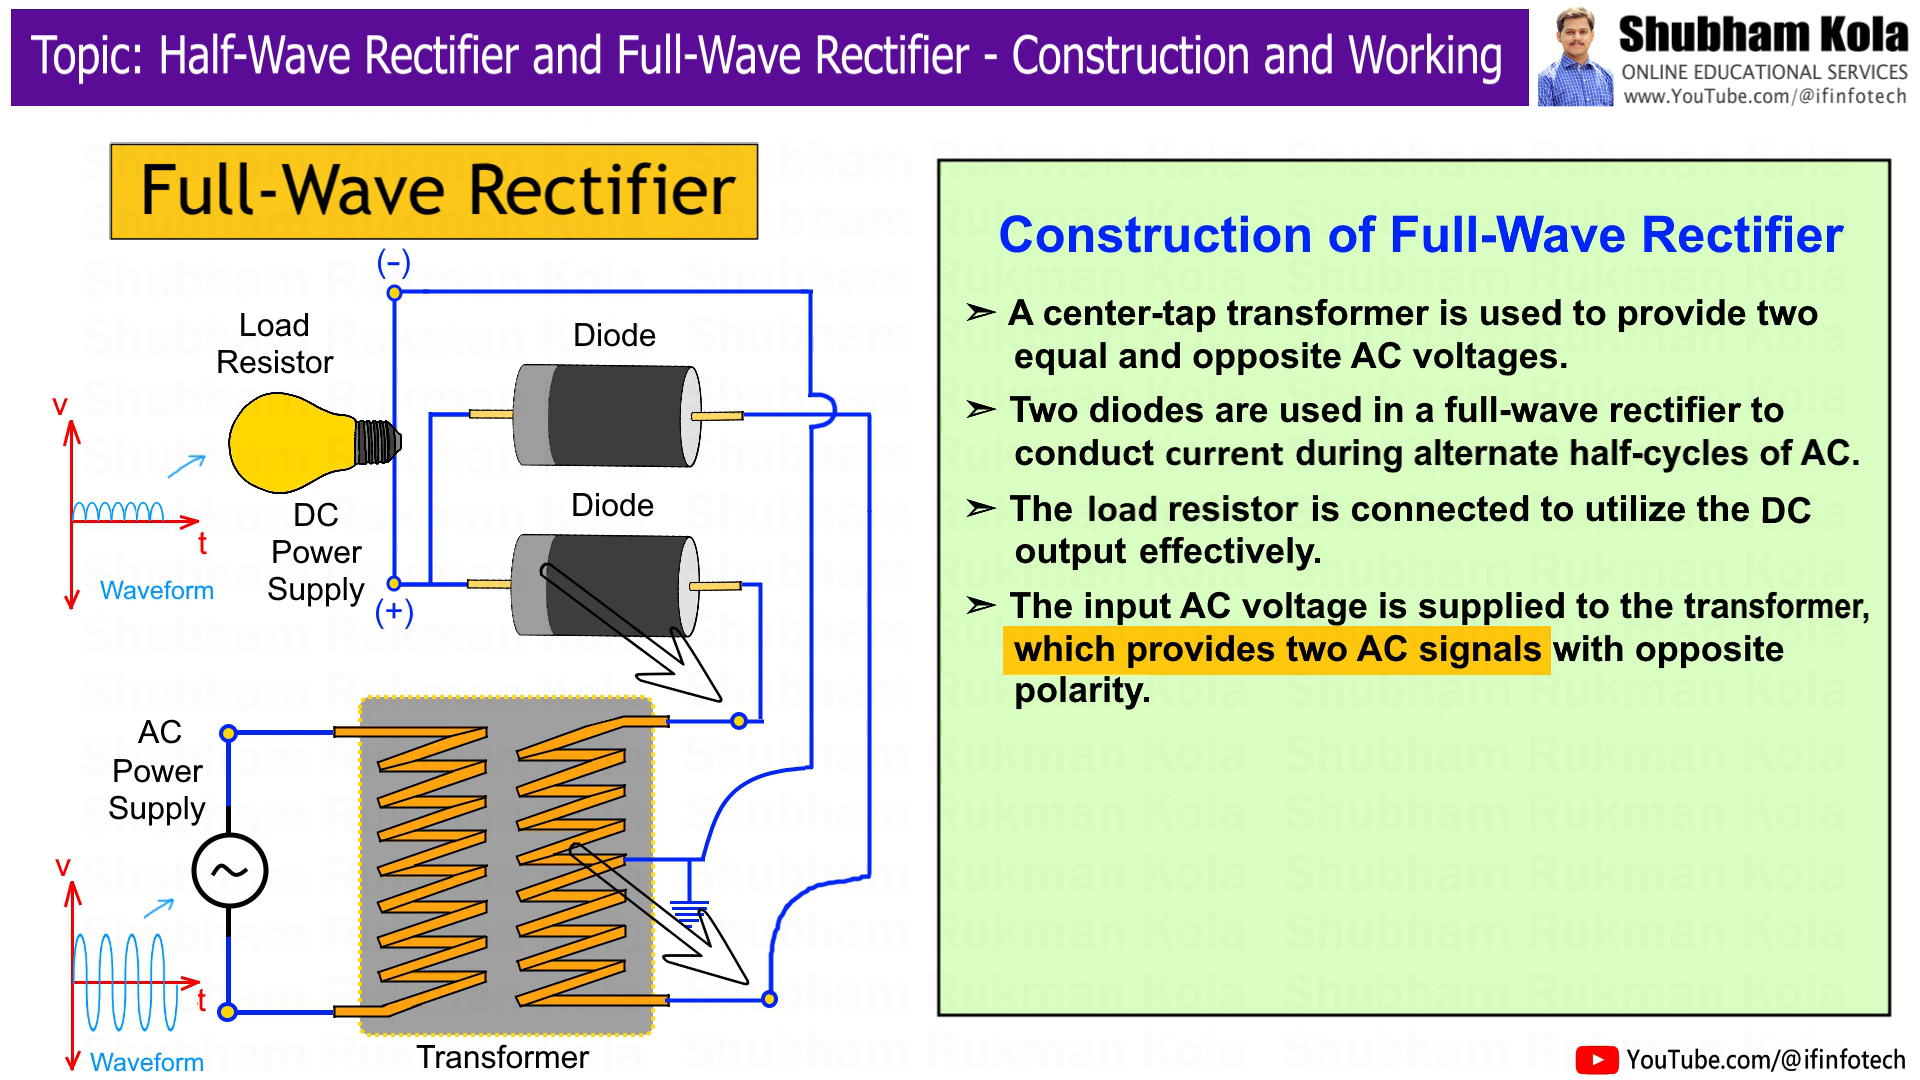 Topic: Half-Wave Rectifier and Full-Wave Rectifier - Construction and Working
Shubham Kola
ONLINE EDUCATIONAL SERVICES
www.YouTube.com/@ifinfotech
Full-Wave Rectifier
(-)
Load
Resistor
Diode
v
t
Waveform
DC
Power
Supply
(+)
Diode
AC
Power
Supply
v
t
Waveform
Transformer
Construction of Full-Wave Rectifier
➢ A center-tap transformer is used to provide two
equal and opposite AC voltages.
➢ Two diodes are used in a full-wave rectifier to
conduct current during alternate half-cycles of AC.
➢ The load resistor is connected to utilize the DC
output effectively.
➢ The input AC voltage is supplied to the transformer,
which provides two AC signals with opposite
polarity.
YouTube.com/@ifinfotech
Shubham Rukman Kola